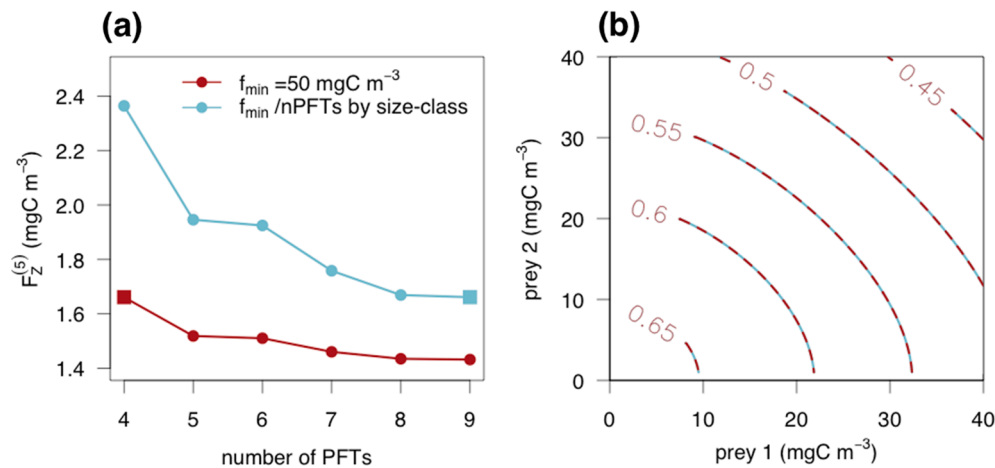 (a)
f_min =50 mgC m⁻³
f_min /nPFTs by size-class
F_Z^(5) (mgC m⁻³)
2.4
2.2
2.0
1.8
1.6
1.4
4 5 6 7 8 9
number of PFTs
(b)
prey 2 (mgC m⁻³)
40
30
20
10
0
0.5
0.45
0.55
0.6
0.65
0 10 20 30 40
prey 1 (mgC m⁻³)